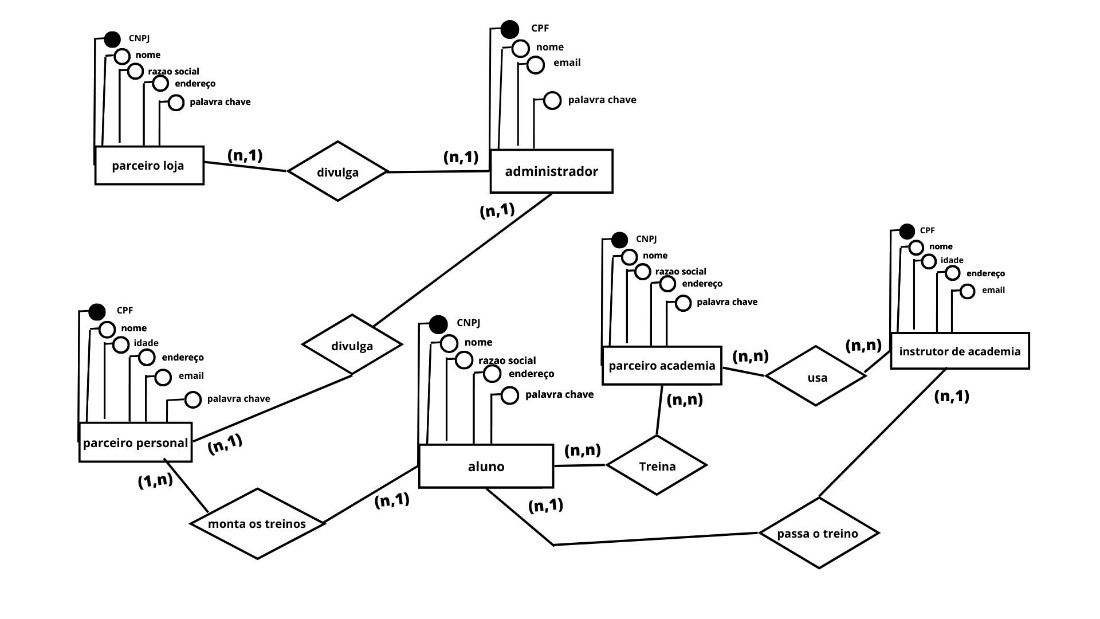 CNPJ
nome
razao social
endereço
palavra chave
parceiro loja
(n,1)
divulga
(n,1)
CPF
nome
email
palavra chave
administrador
(n,1)
divulga
(n,1)
CPF
nome
idade
endereço
email
palavra chave
parceiro personal
(1,n)
monta os treinos
(n,1)
CNPJ
nome
razao social
endereço
palavra chave
aluno
(n,n)
Treina
(n,n)
CNPJ
nome
razao social
endereço
palavra chave
parceiro academia
(n,n)
usa
(n,n)
CPF
nome
idade
endereço
email
instrutor de academia
(n,1)
passa o treino
(n,1)